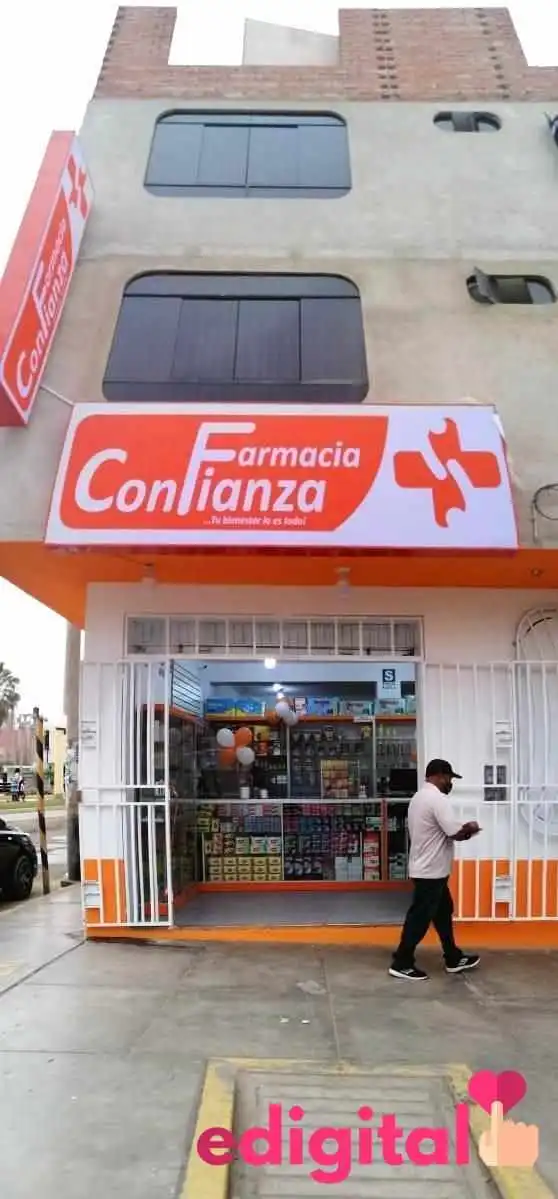 Farmacia
Confianza
Farmacia
Confianza
...Tu bienestar lo es todo!
S
edigital